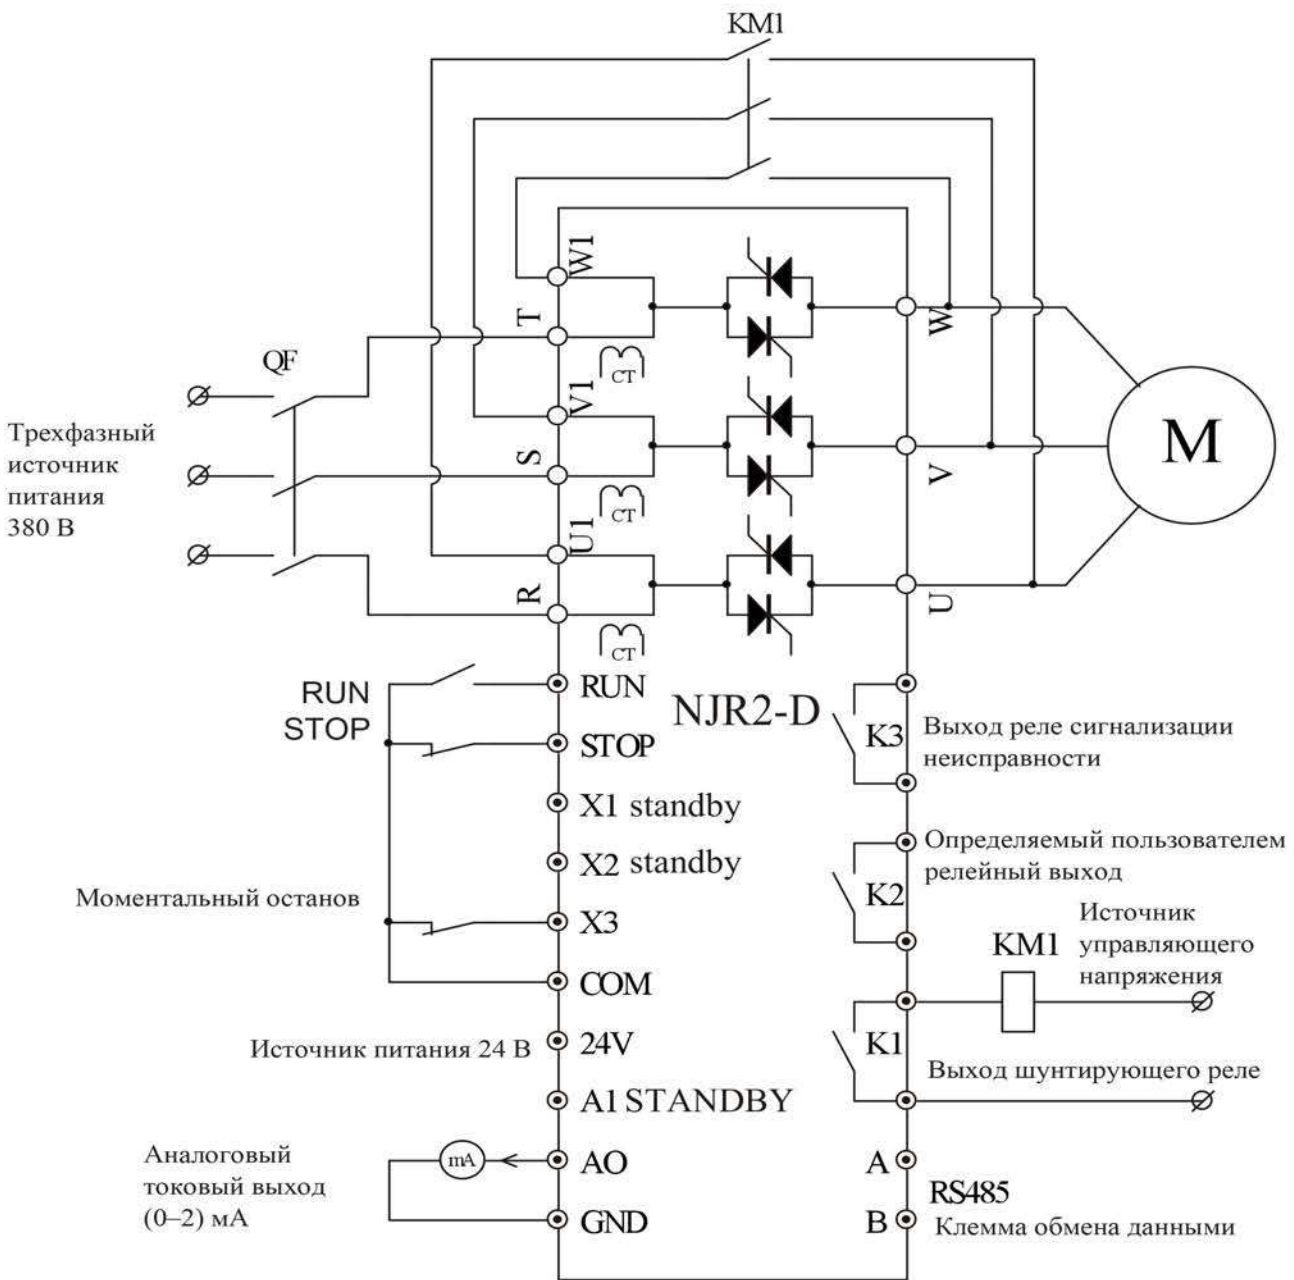 KM1
W1
T
CT
QF
V1
W
Трехфазный
источник
питания
380 В
S
CT
V
M
U1
R
CT
U
RUN
STOP
RUN
STOP
X1 standby
X2 standby
Моментальный останов
X3
COM
Источник питания 24 В
24V
A1 STANDBY
Аналоговый
токовый выход
(0–2) мА
mA
AO
GND
NJR2-D
K3
Выход реле сигнализации
неисправности
Определяемый пользователем
релейный выход
K2
Источник
управляющего
напряжения
KM1
K1
Выход шунтирующего реле
A
B
RS485
Клемма обмена данными